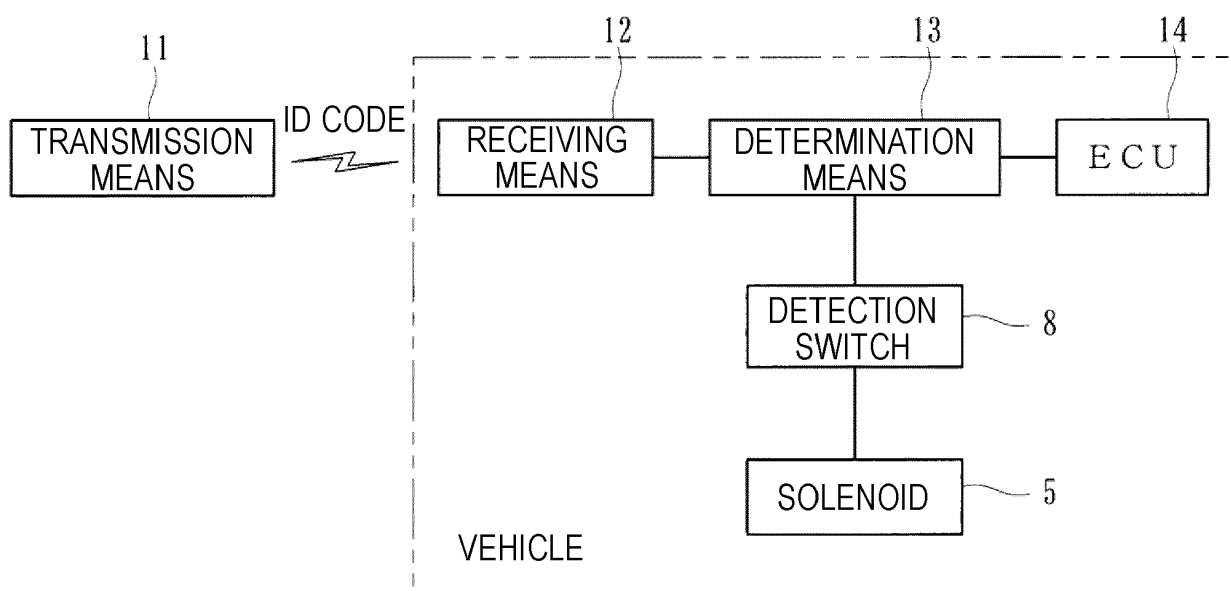 11
12
13
14
ID CODE
TRANSMISSION
MEANS
RECEIVING
MEANS
DETERMINATION
MEANS
ECU
DETECTION
SWITCH
8
SOLENOID
5
VEHICLE